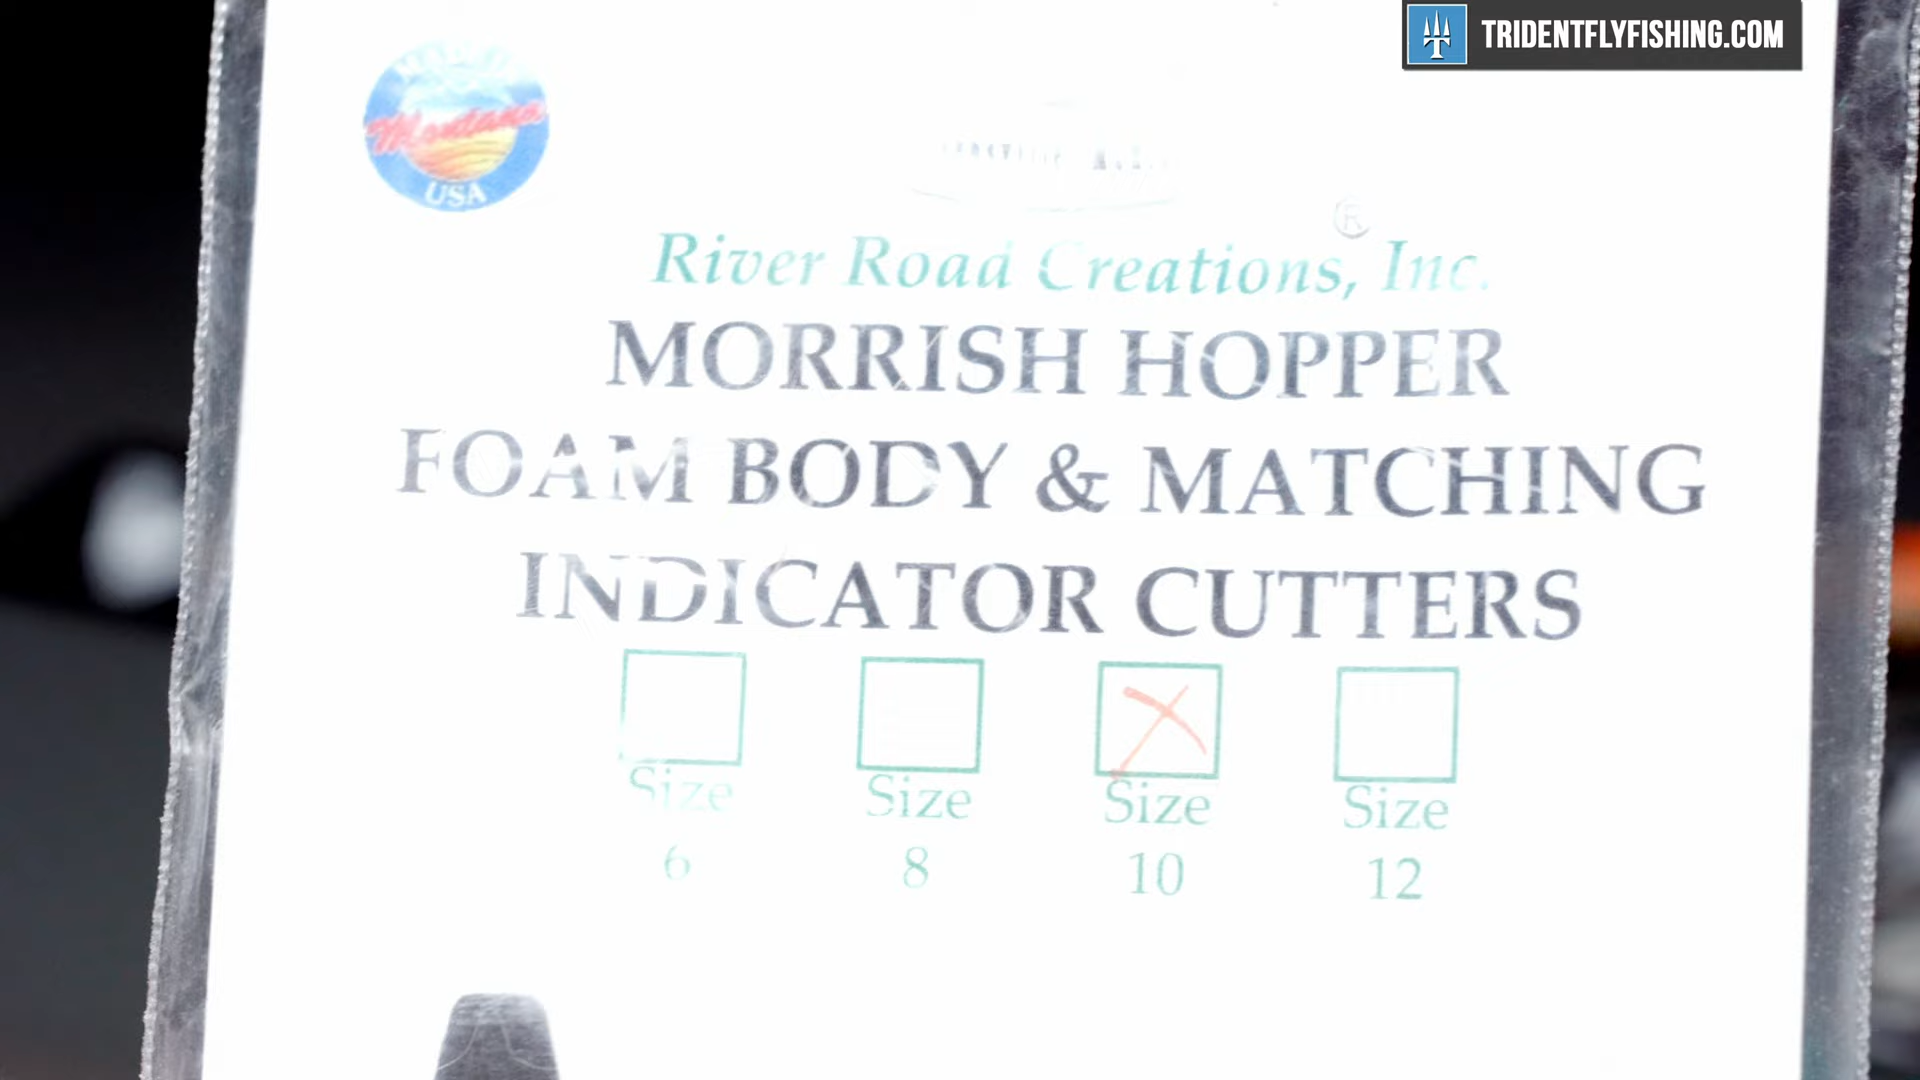 TRIDENTFLYFISHING.COM
Montana
USA
®
River Road Creations, Inc.
MORRISH HOPPER
FOAM BODY & MATCHING
INDICATOR CUTTERS
Size Size Size Size
6 8 10 12